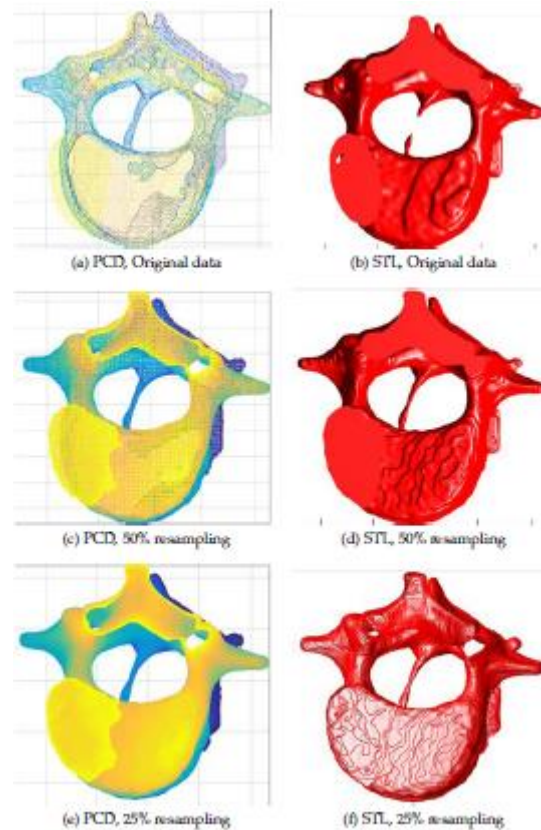 (a) PCD, Original data
(b) STL, Original data
(c) PCD, 50% resampling
(d) STL, 50% resampling
(e) PCD, 25% resampling
(f) STL, 25% resampling